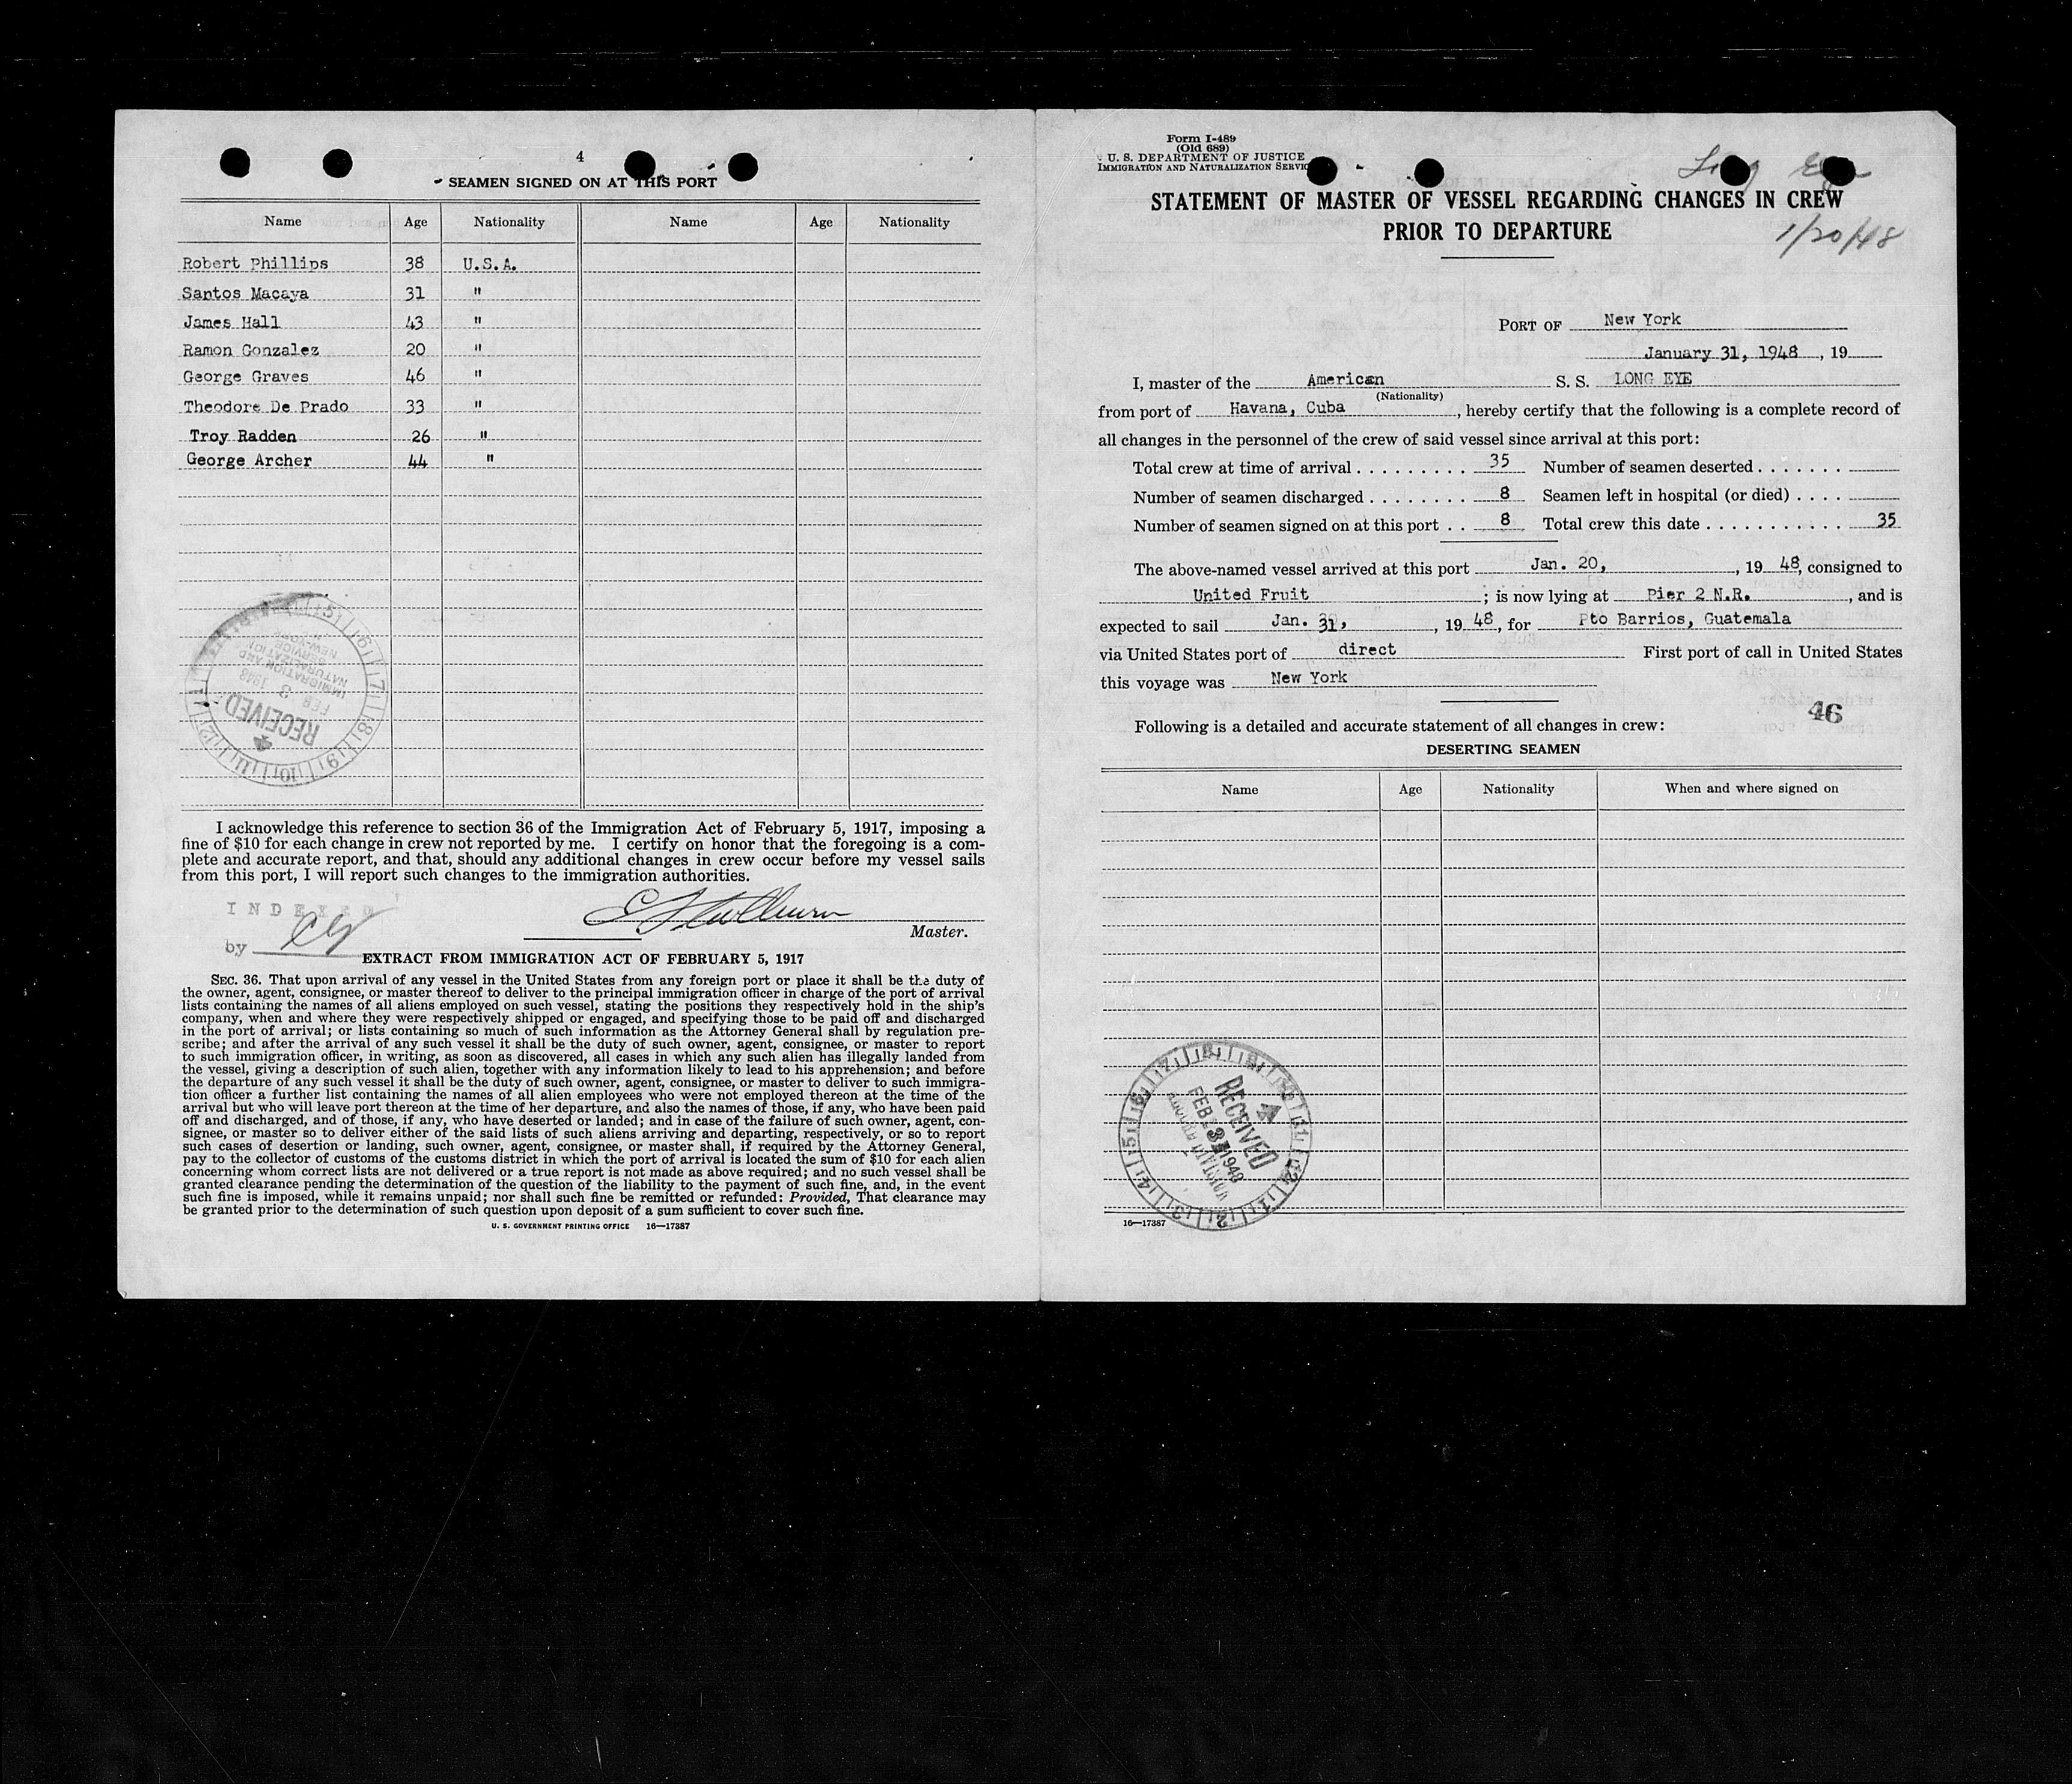 4
SEAMEN SIGNED ON AT THIS PORT
Name Age Nationality Name Age Nationality
Robert Phillips 38 U.S.A.
Santos Macaya 31 "
James Hall 43 "
Ramon Gonzalez 20 "
George Graves 46 "
Theodore De Prado 33 "
Troy Radden 26 "
George Archer 44 "
RECEIVED
FEB 3 1948
IMMIGRATION AND
NATURALIZATION
SERVICE
NEW YORK
I acknowledge this reference to section 36 of the Immigration Act of February 5, 1917, imposing a
fine of $10 for each change in crew not reported by me. I certify on honor that the foregoing is a com-
plete and accurate report, and that, should any additional changes in crew occur before my vessel sails
from this port, I will report such changes to the immigration authorities.
INDEXED
by
Master.
EXTRACT FROM IMMIGRATION ACT OF FEBRUARY 5, 1917
SEC. 36. That upon arrival of any vessel in the United States from any foreign port or place it shall be the duty of
the owner, agent, consignee, or master thereof to deliver to the principal immigration officer in charge of the port of arrival
lists containing the names of all aliens employed on such vessel, stating the positions they respectively hold in the ship's
company, when and where they were respectively shipped or engaged, and specifying those to be paid off and discharged
in the port of arrival; or lists containing so much of such information as the Attorney General shall by regulation pre-
scribe; and after the arrival of any such vessel it shall be the duty of such owner, agent, consignee, or master to report
to such immigration officer, in writing, as soon as discovered, all cases in which any such alien has illegally landed from
the vessel, giving a description of such alien, together with any information likely to lead to his apprehension; and before
the departure of any such vessel it shall be the duty of such owner, agent, consignee, or master to deliver to such immigra-
tion officer a further list containing the names of all alien employees who were not employed thereon at the time of the
arrival but who will leave port thereon at the time of her departure, and also the names of those, if any, who have been paid
off and discharged, and of those, if any, who have deserted or landed; and in case of the failure of such owner, agent, con-
signee, or master so to deliver either of the said lists of such aliens arriving and departing, respectively, or so to report
such cases of desertion or landing, such owner, agent, consignee, or master shall, if required by the Attorney General,
pay to the collector of customs of the customs district in which the port of arrival is located the sum of $10 for each alien
concerning whom correct lists are not delivered or a true report is not made as above required; and no such vessel shall be
granted clearance pending the determination of the question of the liability to the payment of such fine, and, in the event
such fine is imposed, while it remains unpaid; nor shall such fine be remitted or refunded: Provided, That clearance may
be granted prior to the determination of such question upon deposit of a sum sufficient to cover such fine.
U. S. GOVERNMENT PRINTING OFFICE 16—17387
Form I-489
(Old 689)
U. S. DEPARTMENT OF JUSTICE
IMMIGRATION AND NATURALIZATION SERVICE
Long Eye
STATEMENT OF MASTER OF VESSEL REGARDING CHANGES IN CREW
PRIOR TO DEPARTURE
1/20/48
PORT OF New York
January 31, 1948, 19
I, master of the American S. S. LONG EYE
(Nationality)
from port of Havana, Cuba, hereby certify that the following is a complete record of
all changes in the personnel of the crew of said vessel since arrival at this port:
Total crew at time of arrival . . . . . . . . . 35 Number of seamen deserted . . . . . . .
Number of seamen discharged . . . . . . . . 8 Seamen left in hospital (or died) . . . .
Number of seamen signed on at this port . . 8 Total crew this date . . . . . . . . . . . 35
The above-named vessel arrived at this port Jan. 20, , 19 48, consigned to
United Fruit ; is now lying at Pier 2 N.R. , and is
expected to sail Jan. 31, , 19 48, for Pto Barrios, Guatemala
via United States port of direct First port of call in United States
this voyage was New York
46
Following is a detailed and accurate statement of all changes in crew:
DESERTING SEAMEN
Name Age Nationality When and where signed on
RECEIVED
FEB 3 1948
16—17387